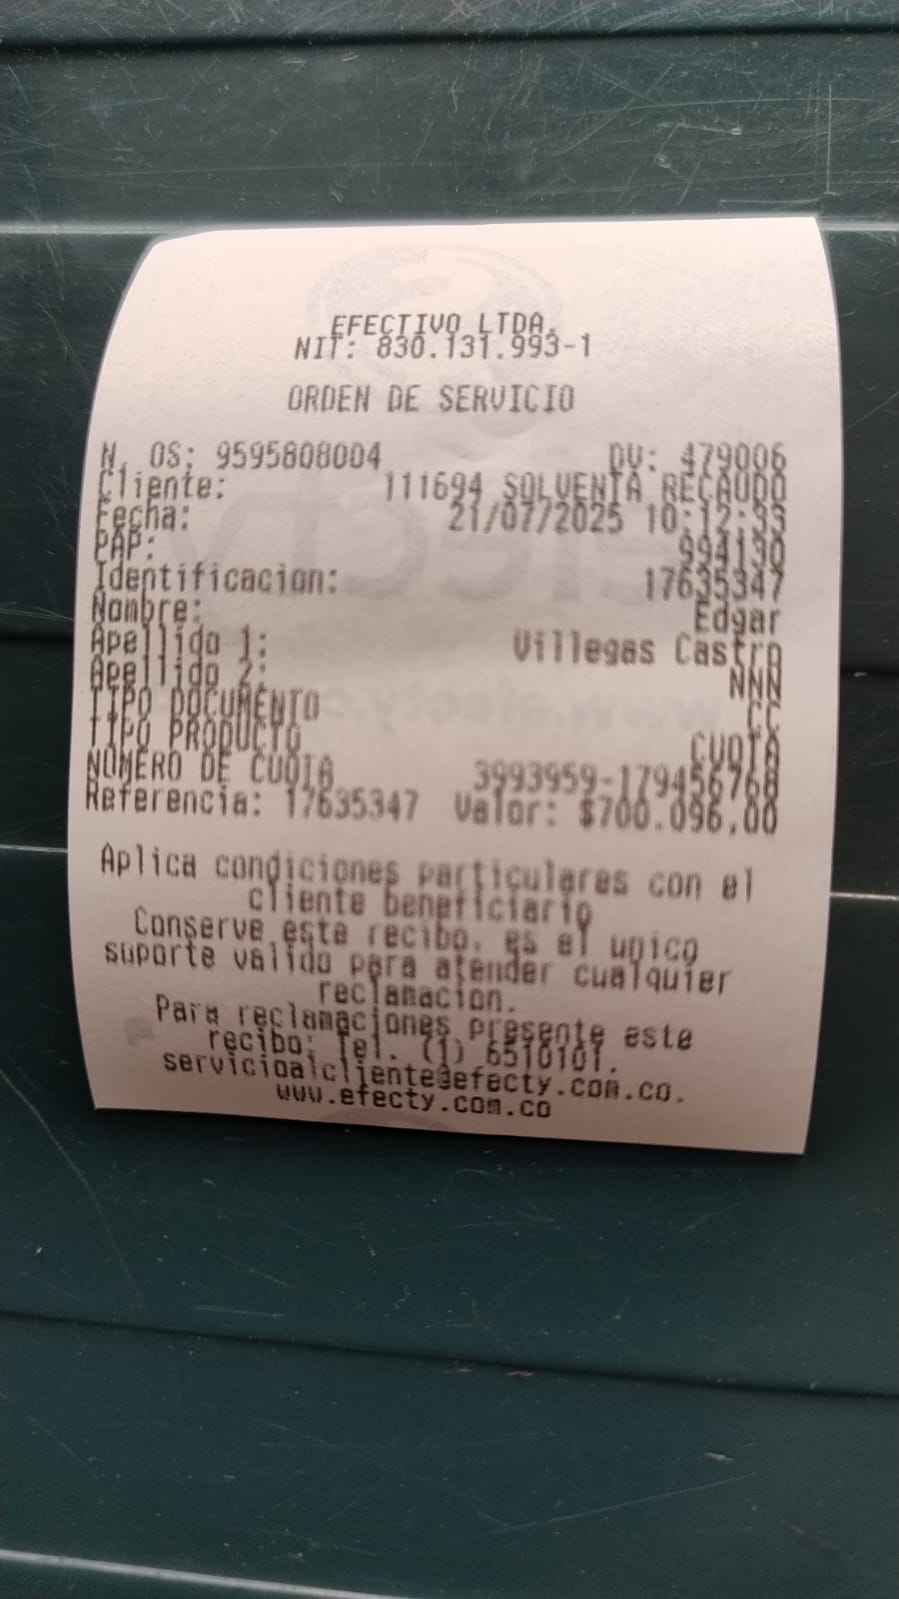 EFECTIVO LTDA.
NIT: 830.131.993-1
ORDEN DE SERVICIO
N. OS: 9595808004 DV: 479006
Cliente: 111694 SOLVENTA RECAUDO
Fecha: 21/07/2025 10:12:33
PAP: 994130
Identificacion: 17635347
Nombre: Edgar
Apellido 1: Villegas Castro
Apellido 2: NNN
TIPO DOCUMENTO CC
TIPO PRODUCTO CUOTA
NUMERO DE CUOTA 3993959-179456768
Referencia: 17635347 Valor: $700.096,00
Aplica condiciones particulares con el
cliente beneficiario
Conserve este recibo, es el unico
suporte valido para atender cualquier
reclamacion.
Para reclamaciones presente este
recibo: Tel. (1) 6510101.
servicioalcliente@efecty.com.co.
www.efecty.com.co